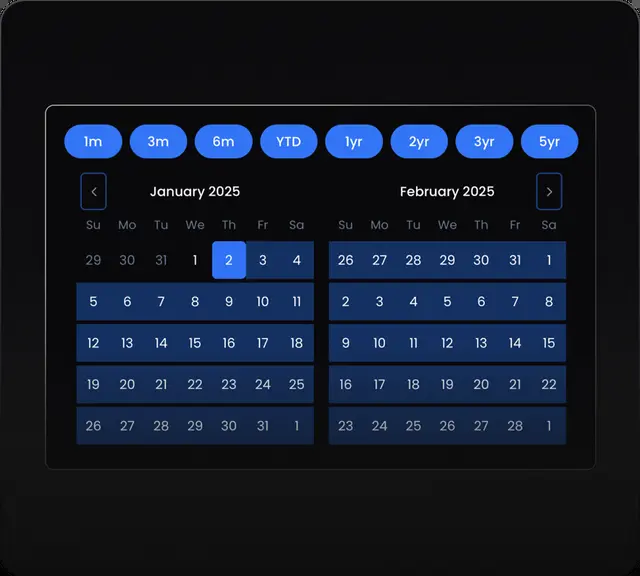 1m 3m 6m YTD 1yr 2yr 3yr 5yr
January 2025
Su Mo Tu We Th Fr Sa
29 30 31 1 2 3 4
5 6 7 8 9 10 11
12 13 14 15 16 17 18
19 20 21 22 23 24 25
26 27 28 29 30 31 1
February 2025
Su Mo Tu We Th Fr Sa
26 27 28 29 30 31 1
2 3 4 5 6 7 8
9 10 11 12 13 14 15
16 17 18 19 20 21 22
23 24 25 26 27 28 1